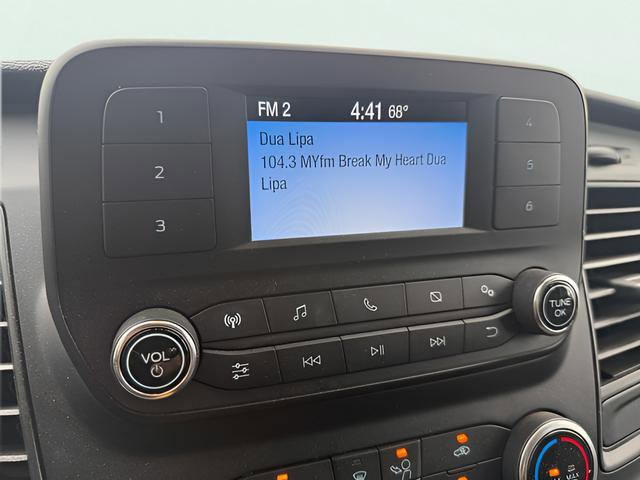 FM 2 4:41 68°
Dua Lipa
104.3 MYfm Break My Heart Dua
Lipa
1
2
3
4
5
6
VOL
TUNE
OK
MAX